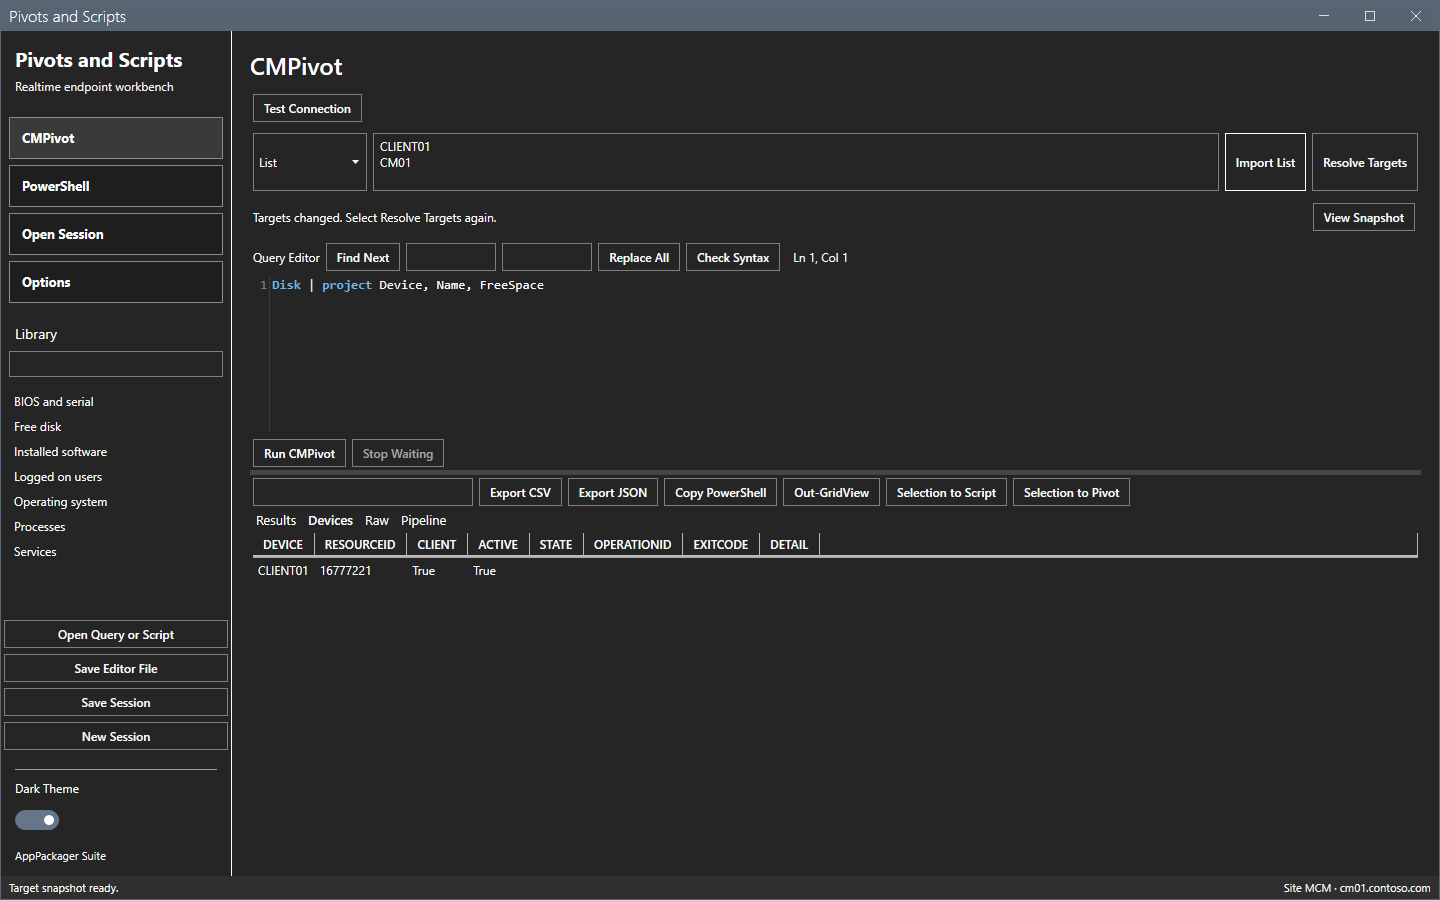 Pivots and Scripts
Pivots and Scripts
Realtime endpoint workbench
CMPivot
PowerShell
Open Session
Options
Library
BIOS and serial
Free disk
Installed software
Logged on users
Operating system
Processes
Services
Open Query or Script
Save Editor File
Save Session
New Session
Dark Theme
AppPackager Suite
CMPivot
Test Connection
List
CLIENT01
CM01
Import List
Resolve Targets
Targets changed. Select Resolve Targets again.
View Snapshot
Query Editor Find Next Replace All Check Syntax Ln 1, Col 1
1 Disk | project Device, Name, FreeSpace
Run CMPivot Stop Waiting
Export CSV Export JSON Copy PowerShell Out-GridView Selection to Script Selection to Pivot
Results Devices Raw Pipeline
DEVICE RESOURCEID CLIENT ACTIVE STATE OPERATIONID EXITCODE DETAIL
CLIENT01 16777221 True True
Target snapshot ready.
Site MCM · cm01.contoso.com